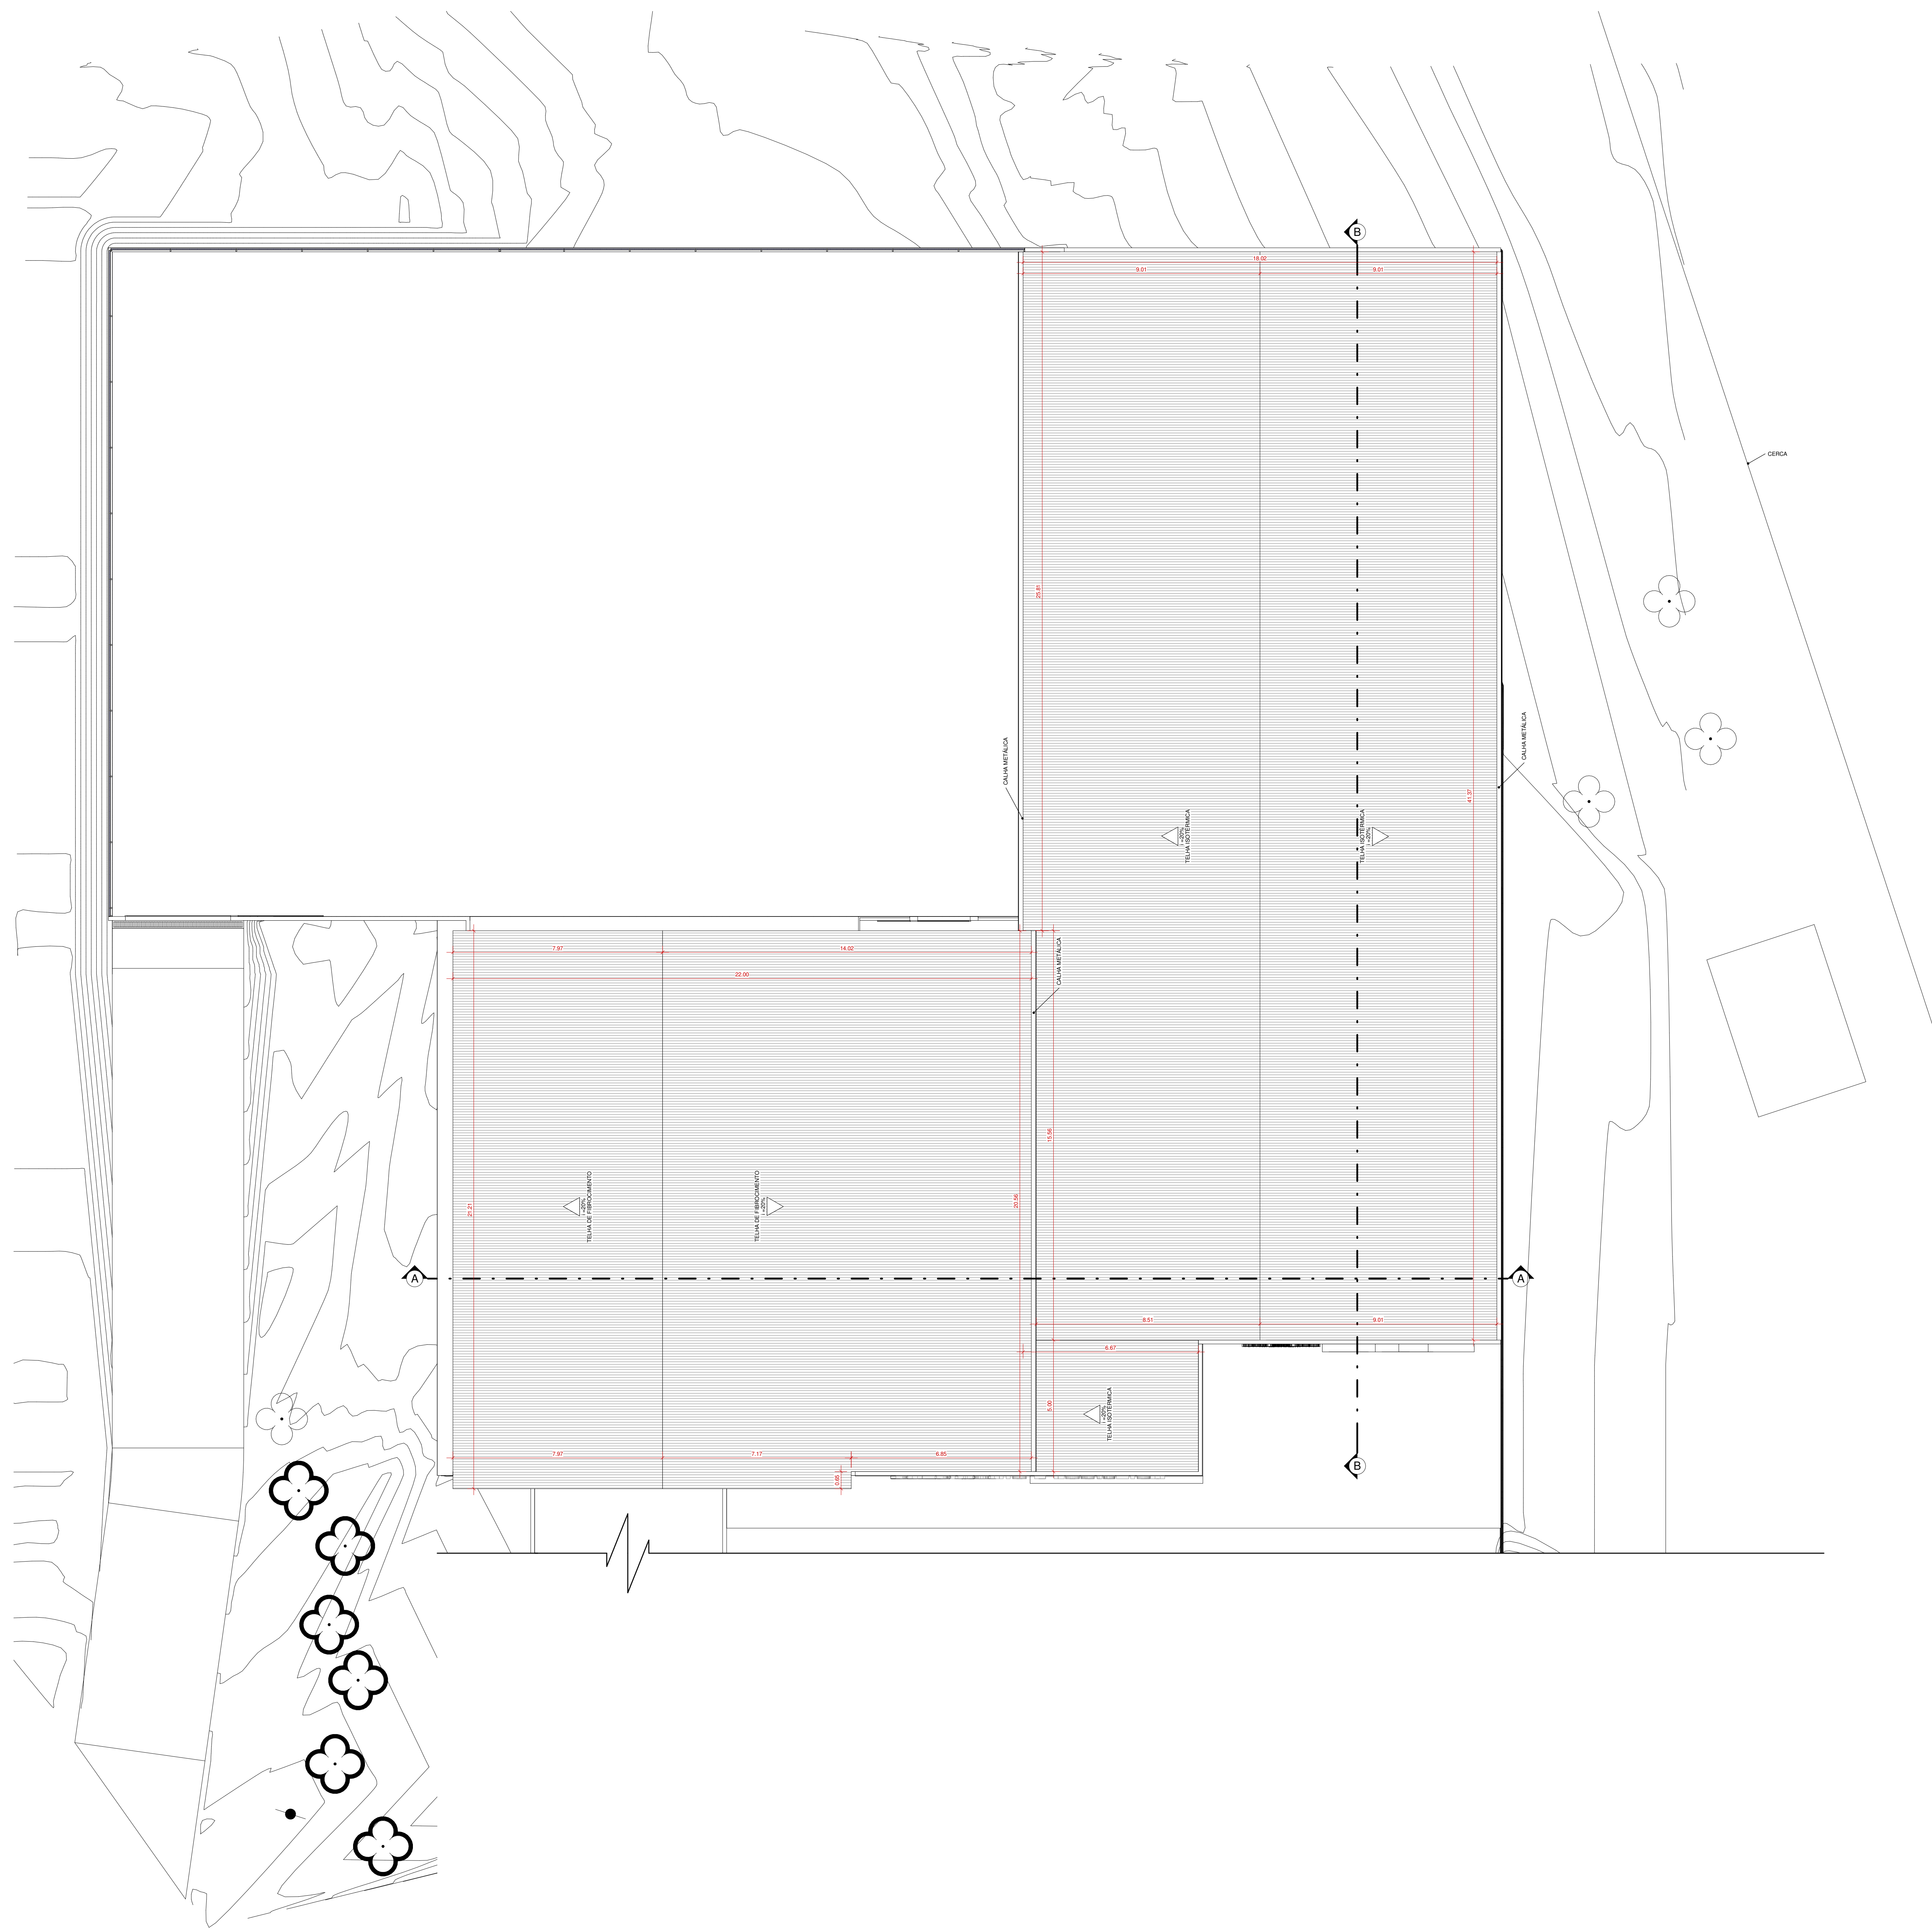 B
18.02
9.01
9.01
CERCA
25.81
CALHA METÁLICA
CALHA METÁLICA
41.37
i =20%
TELHA ISOTÉRMICA
TELHA ISOTÉRMICA
i =20%
7.97
14.02
CALHA METÁLICA
22.00
15.56
21.21
i =20%
TELHA DE FIBROCIMENTO
TELHA DE FIBROCIMENTO
i =20%
20.56
A
A
8.51
9.01
6.67
5.00
i =20%
TELHA ISOTÉRMICA
7.97
7.17
6.85
0.65
B